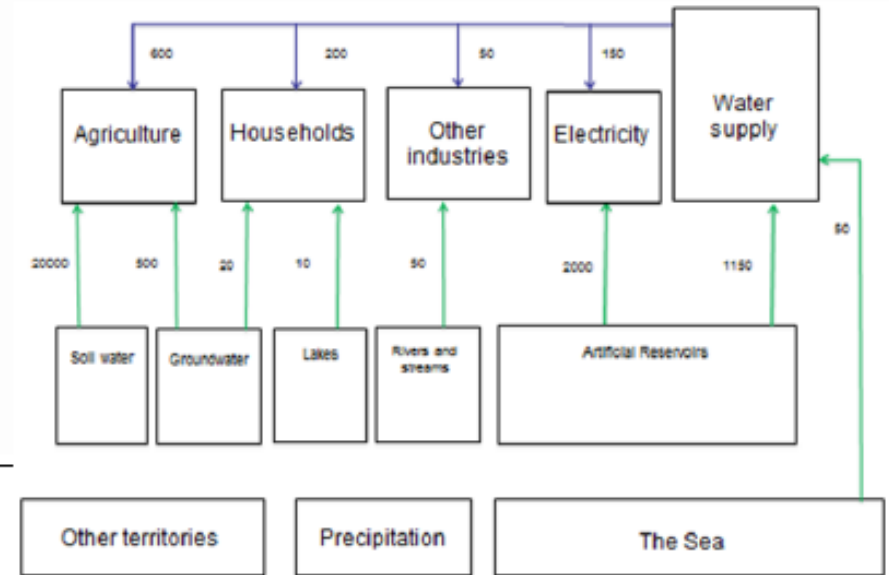 600
200
50
150
Agriculture
Households
Other
industries
Electricity
Water
supply
20000
500
20
10
50
2000
1150
50
Soil water
Groundwater
Lakes
Rivers and
streams
Artificial Reservoirs
Other territories
Precipitation
The Sea